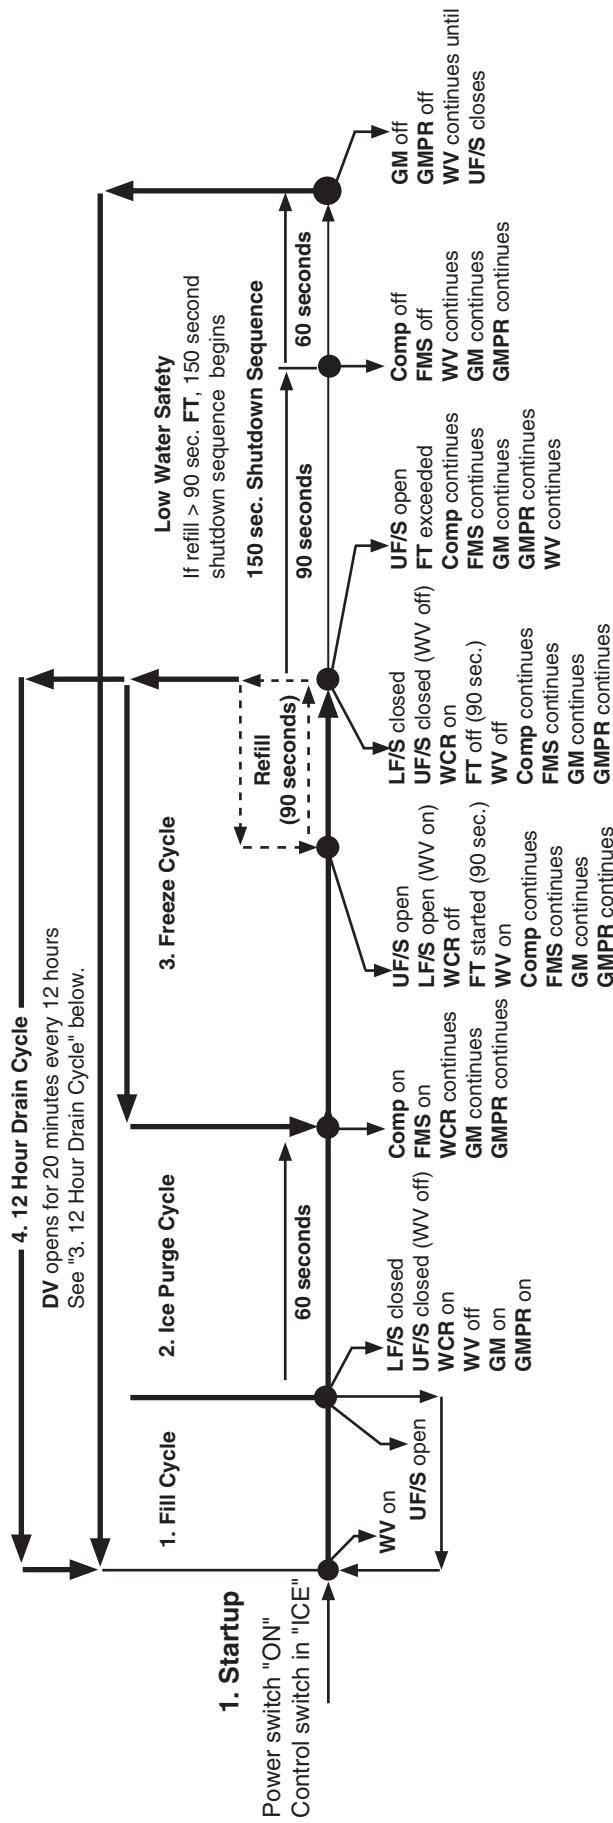 1. Startup
Power switch "ON"
Control switch in "ICE"
4. 12 Hour Drain Cycle
DV opens for 20 minutes every 12 hours
See "3. 12 Hour Drain Cycle" below.
1. Fill Cycle
WV on
UF/S open
2. Ice Purge Cycle
60 seconds
LF/S closed
UF/S closed (WV off)
WCR on
WV off
GM on
GMPR on
3. Freeze Cycle
Comp on
FMS on
WCR continues
GM continues
GMPR continues
Refill
(90 seconds)
UF/S open
LF/S open (WV on)
WCR off
FT started (90 sec.)
WV on
Comp continues
FMS continues
GM continues
GMPR continues
LF/S closed
UF/S closed (WV off)
WCR on
FT off (90 sec.)
WV off
Comp continues
FMS continues
GM continues
GMPR continues
Low Water Safety
If refill > 90 sec. FT, 150 second
shutdown sequence begins
150 sec. Shutdown Sequence
90 seconds
60 seconds
UF/S open
FT exceeded
Comp continues
FMS continues
GM continues
GMPR continues
WV continues
Comp off
FMS off
WV continues
GM continues
GMPR continues
GM off
GMPR off
WV continues until
UF/S closes